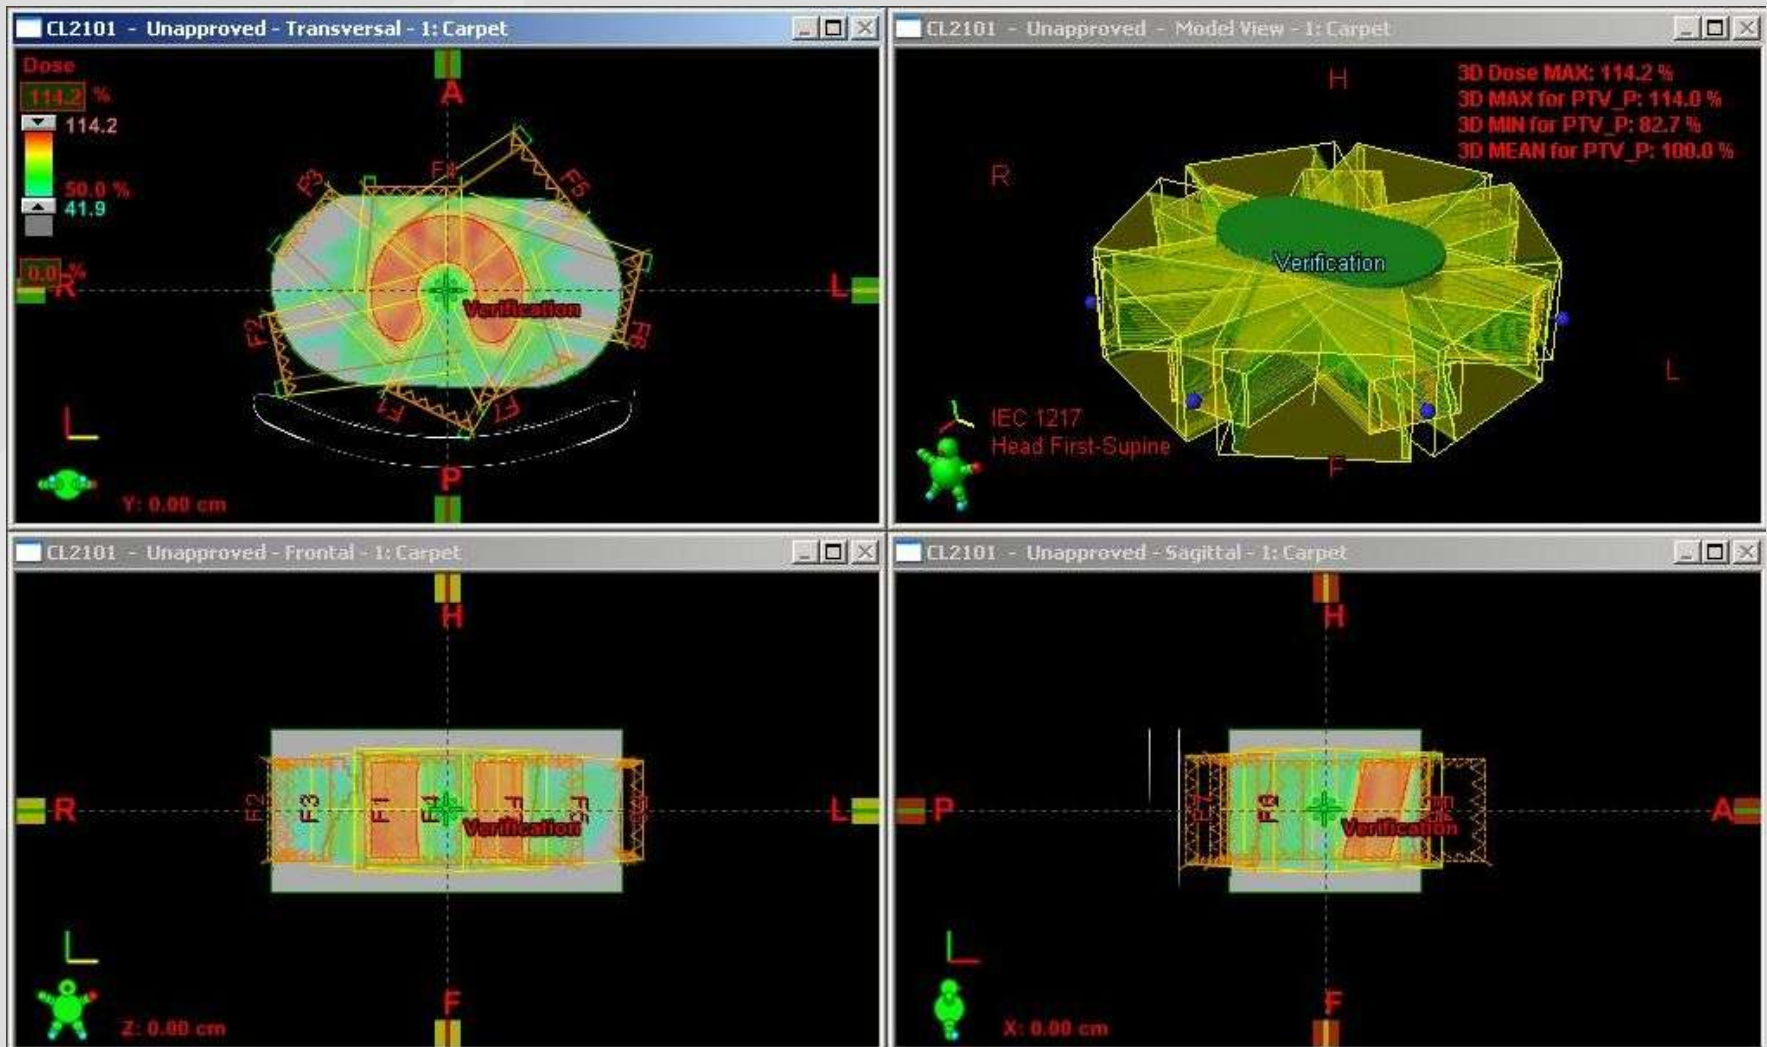 CL2101 - Unapproved - Transversal - 1: Carpet
Dose
114.2 %
114.2
50.0 %
41.9
0.0 %
A
F3
F4
F5
R
L
Verification
F2
F6
F1
F7
P
Y: 0.00 cm
CL2101 - Unapproved - Model View - 1: Carpet
3D Dose MAX: 114.2 %
3D MAX for PTV_P: 114.0 %
3D MIN for PTV_P: 82.7 %
3D MEAN for PTV_P: 100.0 %
H
R
Verification
L
IEC 1217
Head First-Supine
F
CL2101 - Unapproved - Frontal - 1: Carpet
H
R
F2
F3
F1
F4
L
Verification
F
Z: 0.00 cm
CL2101 - Unapproved - Sagittal - 1: Carpet
H
P
A
Verification
F
X: 0.00 cm